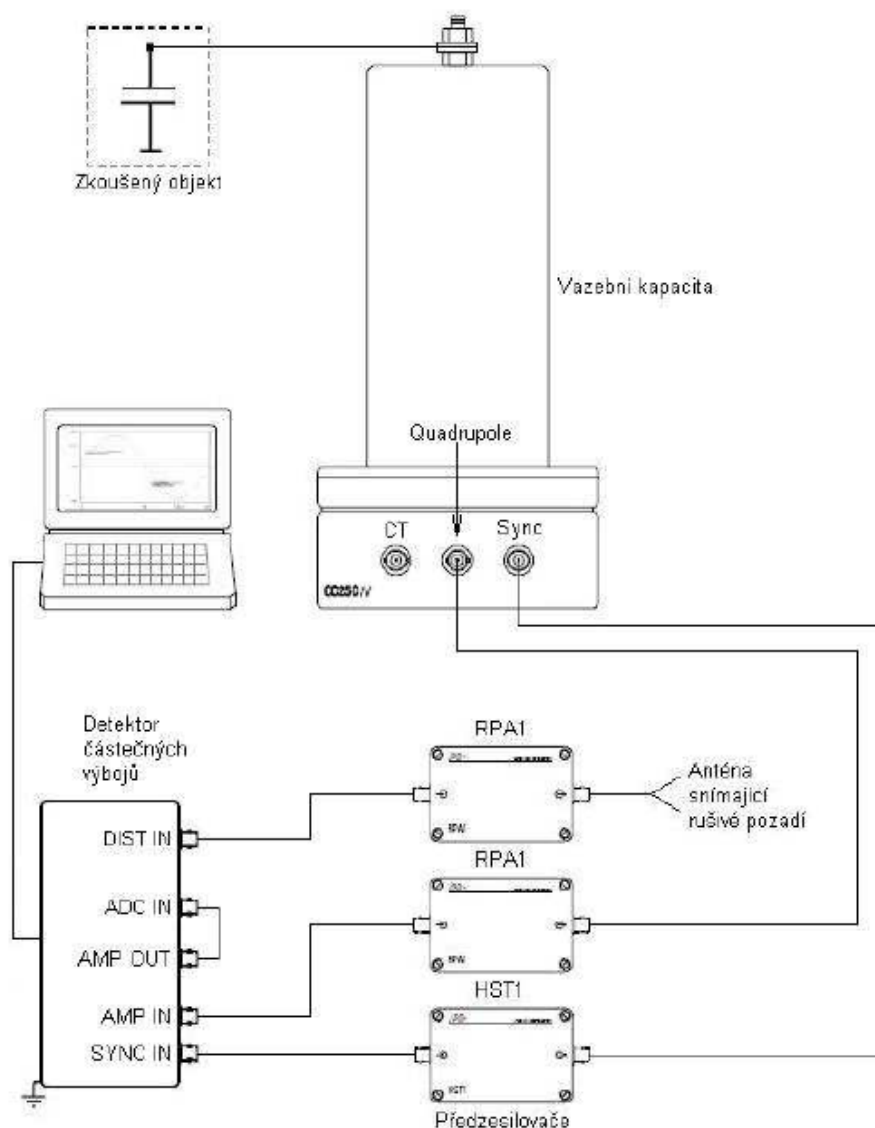 Zkoušený objekt
Vazební kapacita
Quadrupole
CT
Sync
Detektor
částečných
výbojů
RPA1
Anténa
snímající
rušivé pozadí
DIST IN
RPA1
ADC IN
AMP OUT
HST1
AMP IN
SYNC IN
HST1
Předzesilovače